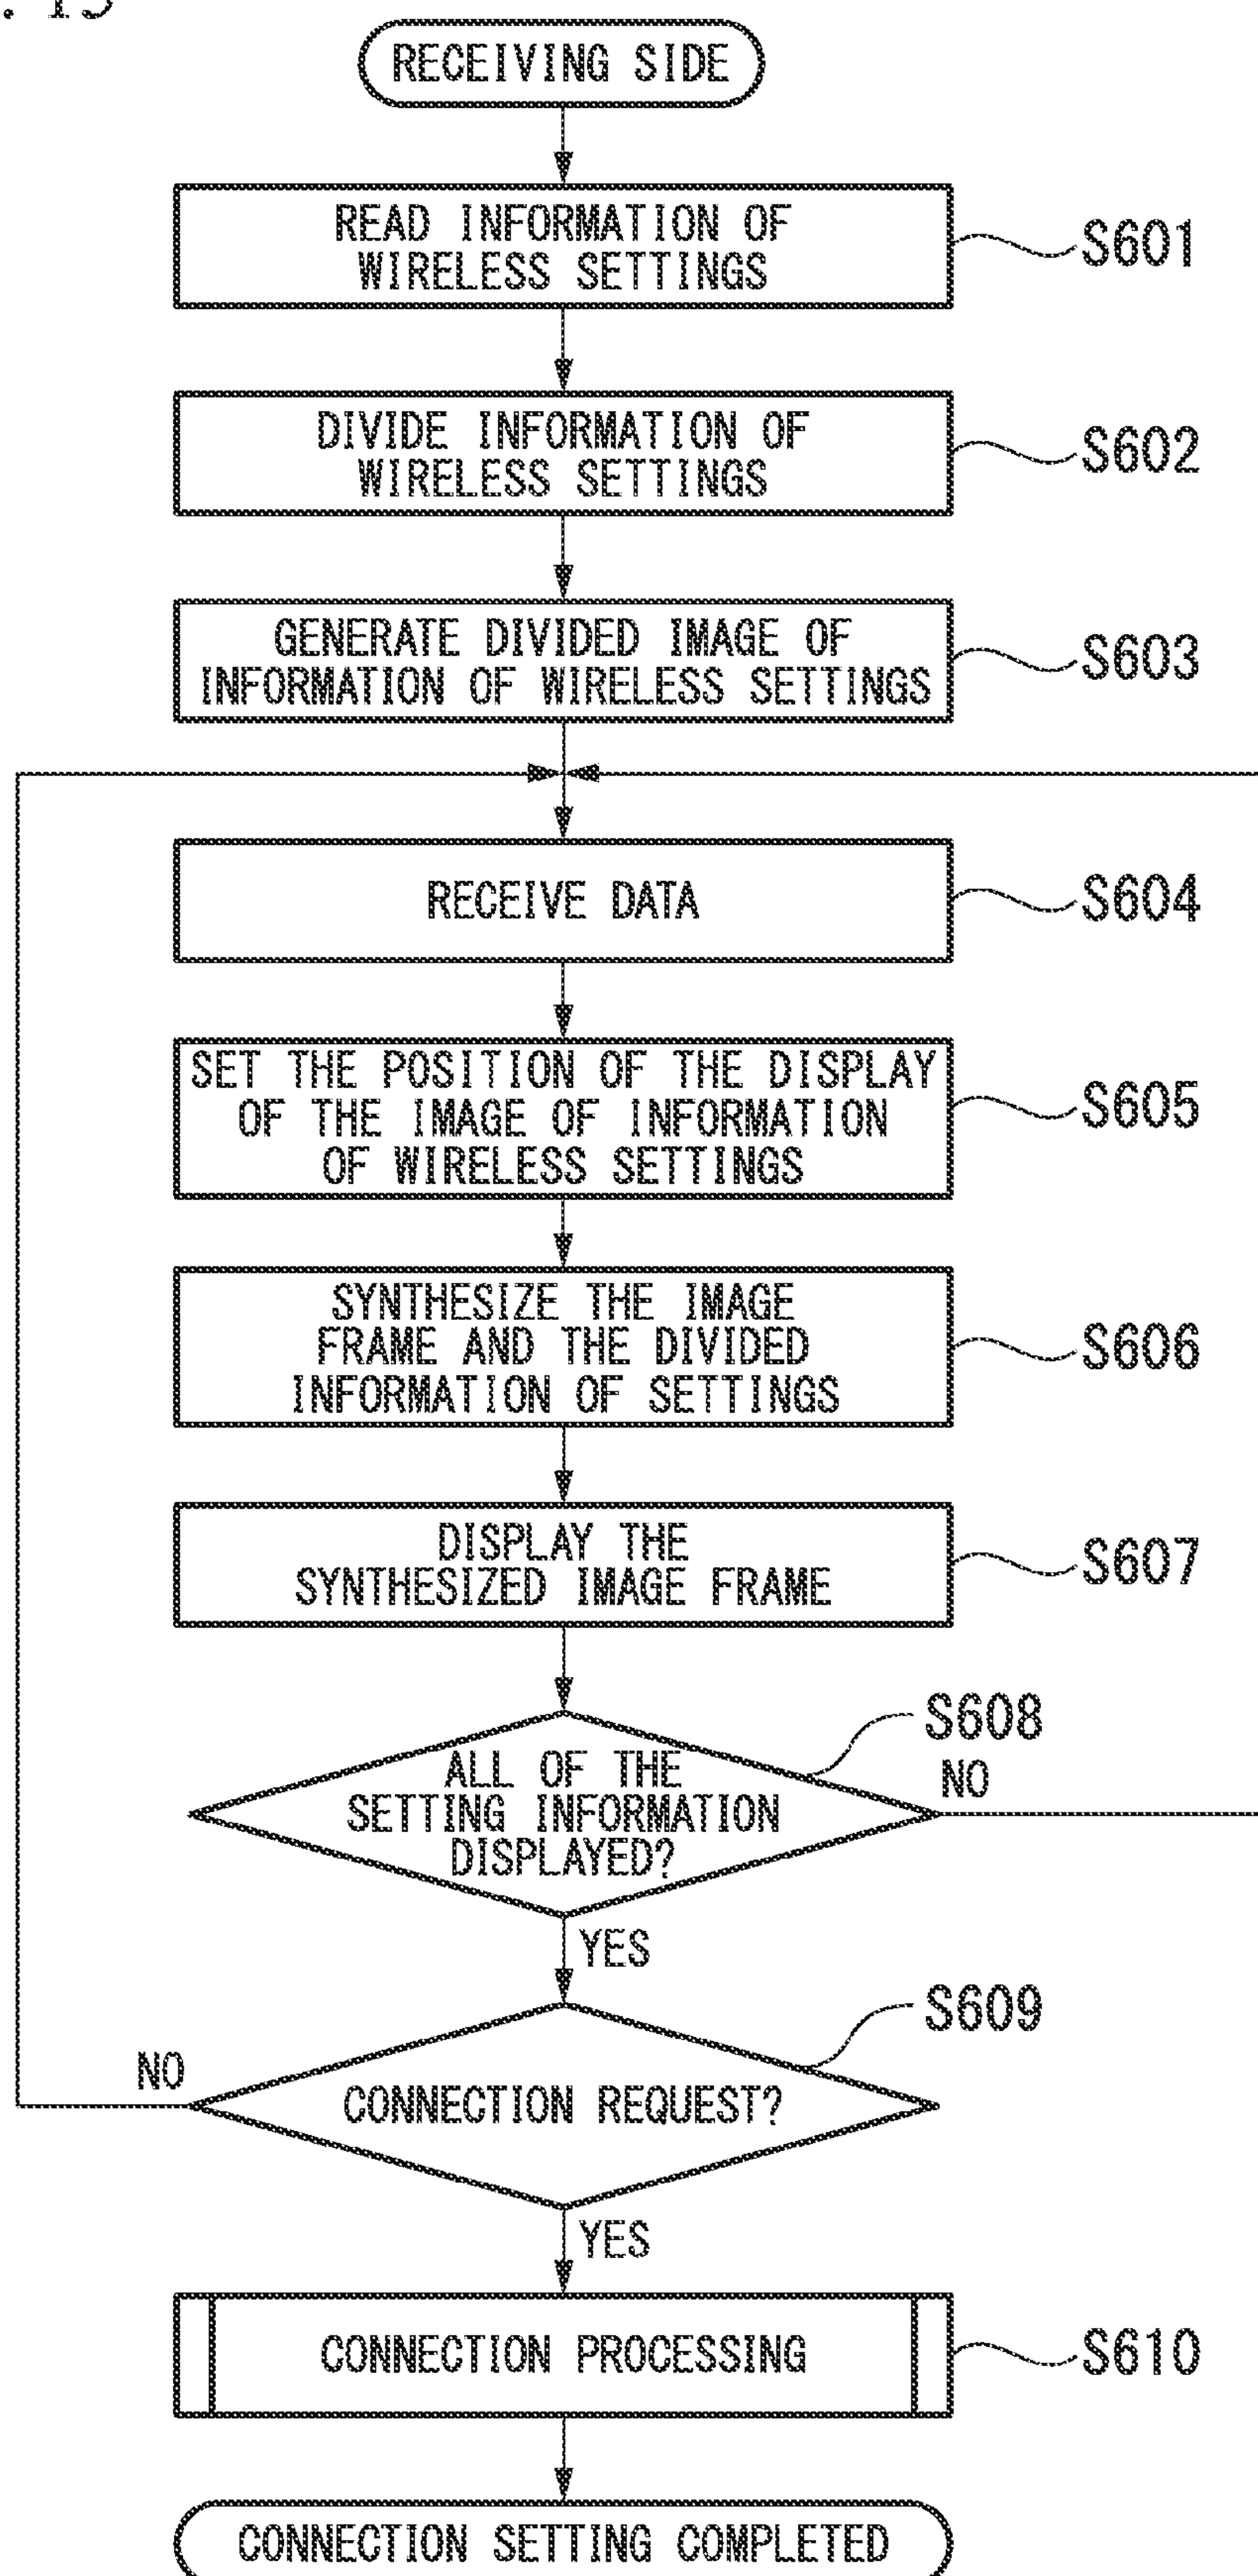 . 15
RECEIVING SIDE
READ INFORMATION OF
WIRELESS SETTINGS
S601
DIVIDE INFORMATION OF
WIRELESS SETTINGS
S602
GENERATE DIVIDED IMAGE OF
INFORMATION OF WIRELESS SETTINGS
S603
RECEIVE DATA
S604
SET THE POSITION OF THE DISPLAY
OF THE IMAGE OF INFORMATION
OF WIRELESS SETTINGS
S605
SYNTHESIZE THE IMAGE
FRAME AND THE DIVIDED
INFORMATION OF SETTINGS
S606
DISPLAY THE
SYNTHESIZED IMAGE FRAME
S607
S608
ALL OF THE
SETTING INFORMATION
DISPLAYED?
NO
YES
S609
NO
CONNECTION REQUEST?
YES
CONNECTION PROCESSING
S610
CONNECTION SETTING COMPLETED